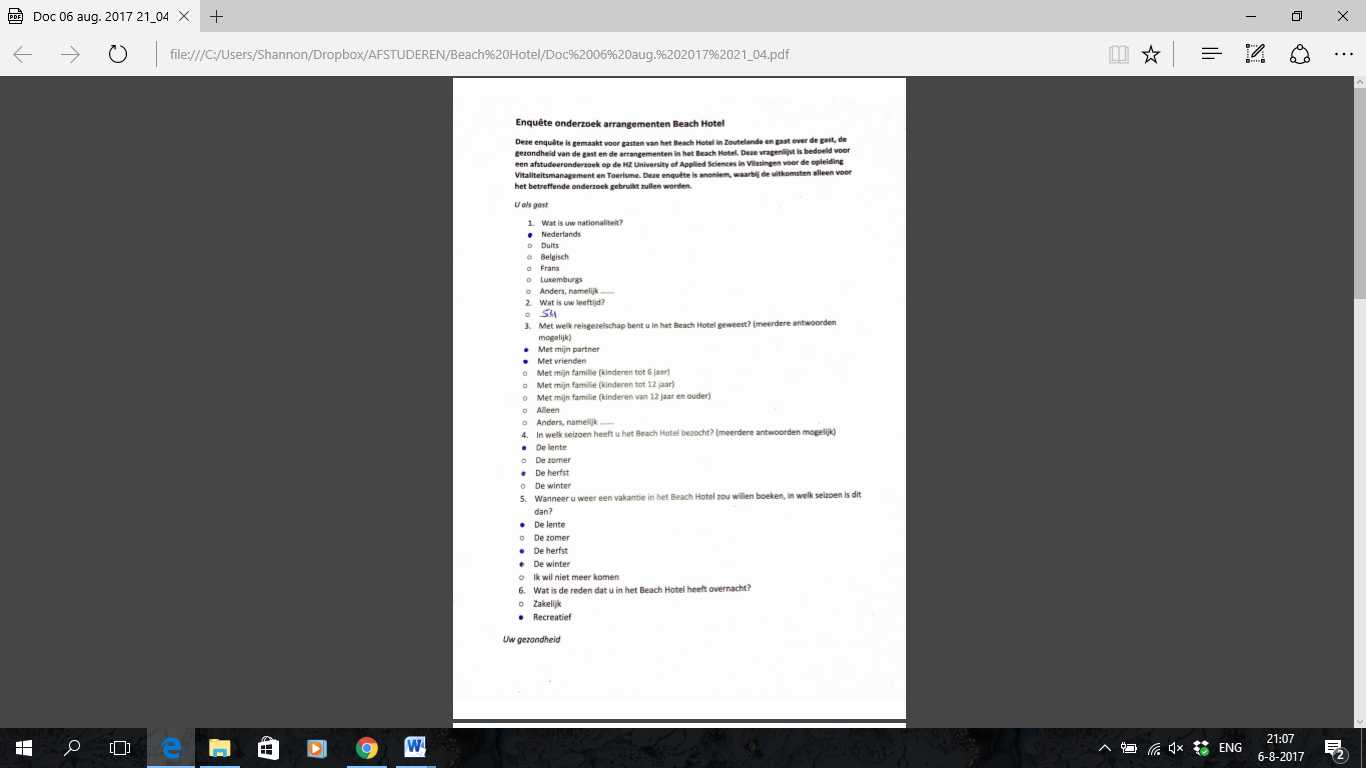 Doc 06 aug. 2017 21_04
file:///C:/Users/Shannon/Dropbox/AFSTUDEREN/Beach%20Hotel/Doc%2006%20aug.%202017%2021_04.pdf
Enquête onderzoek arrangementen Beach Hotel
Deze enquête is gemaakt voor gasten van het Beach Hotel in Zoutelande en gaat over de gast, de
gezondheid van de gast en de arrangementen in het Beach Hotel. Deze vragenlijst is bedoeld voor
een afstudeeronderzoek op de HZ University of Applied Sciences in Vlissingen voor de opleiding
Vitaliteitsmanagement en Toerisme. Deze enquête is anoniem, waarbij de uitkomsten alleen voor
het betreffende onderzoek gebruikt zullen worden.
U als gast
1. Wat is uw nationaliteit?
Nederlands
Duits
Belgisch
Frans
Luxemburgs
Anders, namelijk .......
2. Wat is uw leeftijd?
54
3. Met welk reisgezelschap bent u in het Beach Hotel geweest? (meerdere antwoorden
mogelijk)
Met mijn partner
Met vrienden
Met mijn familie (kinderen tot 6 jaar)
Met mijn familie (kinderen tot 12 jaar)
Met mijn familie (kinderen van 12 jaar en ouder)
Alleen
Anders, namelijk .......
4. In welk seizoen heeft u het Beach Hotel bezocht? (meerdere antwoorden mogelijk)
De lente
De zomer
De herfst
De winter
5. Wanneer u weer een vakantie in het Beach Hotel zou willen boeken, in welk seizoen is dit
dan?
De lente
De zomer
De herfst
De winter
Ik wil niet meer komen
6. Wat is de reden dat u in het Beach Hotel heeft overnacht?
Zakelijk
Recreatief
Uw gezondheid
ENG
21:07
6-8-2017
2